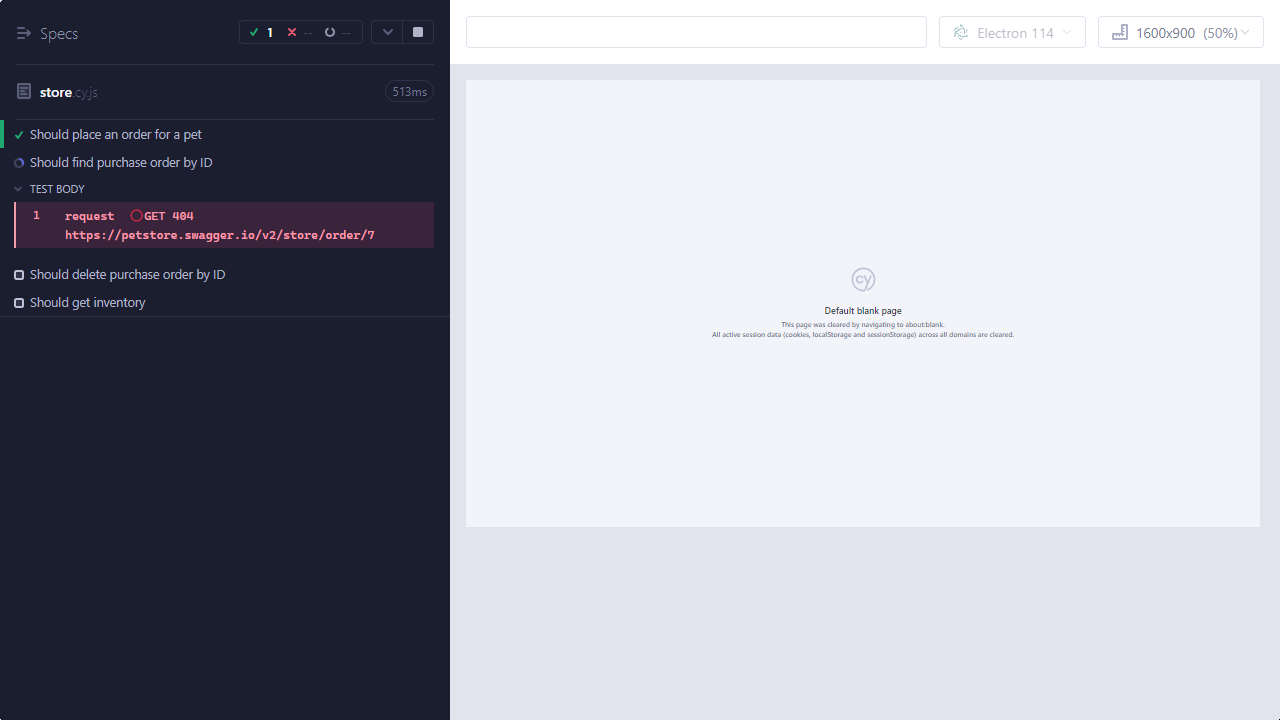 Specs
1 -- --
store.cy.js
513ms
Should place an order for a pet
Should find purchase order by ID
TEST BODY
1 request GET 404
https://petstore.swagger.io/v2/store/order/7
Should delete purchase order by ID
Should get inventory
Electron 114
1600x900 (50%)
cy
Default blank page
This page was cleared by navigating to about:blank.
All active session data (cookies, localStorage and sessionStorage) across all domains are cleared.